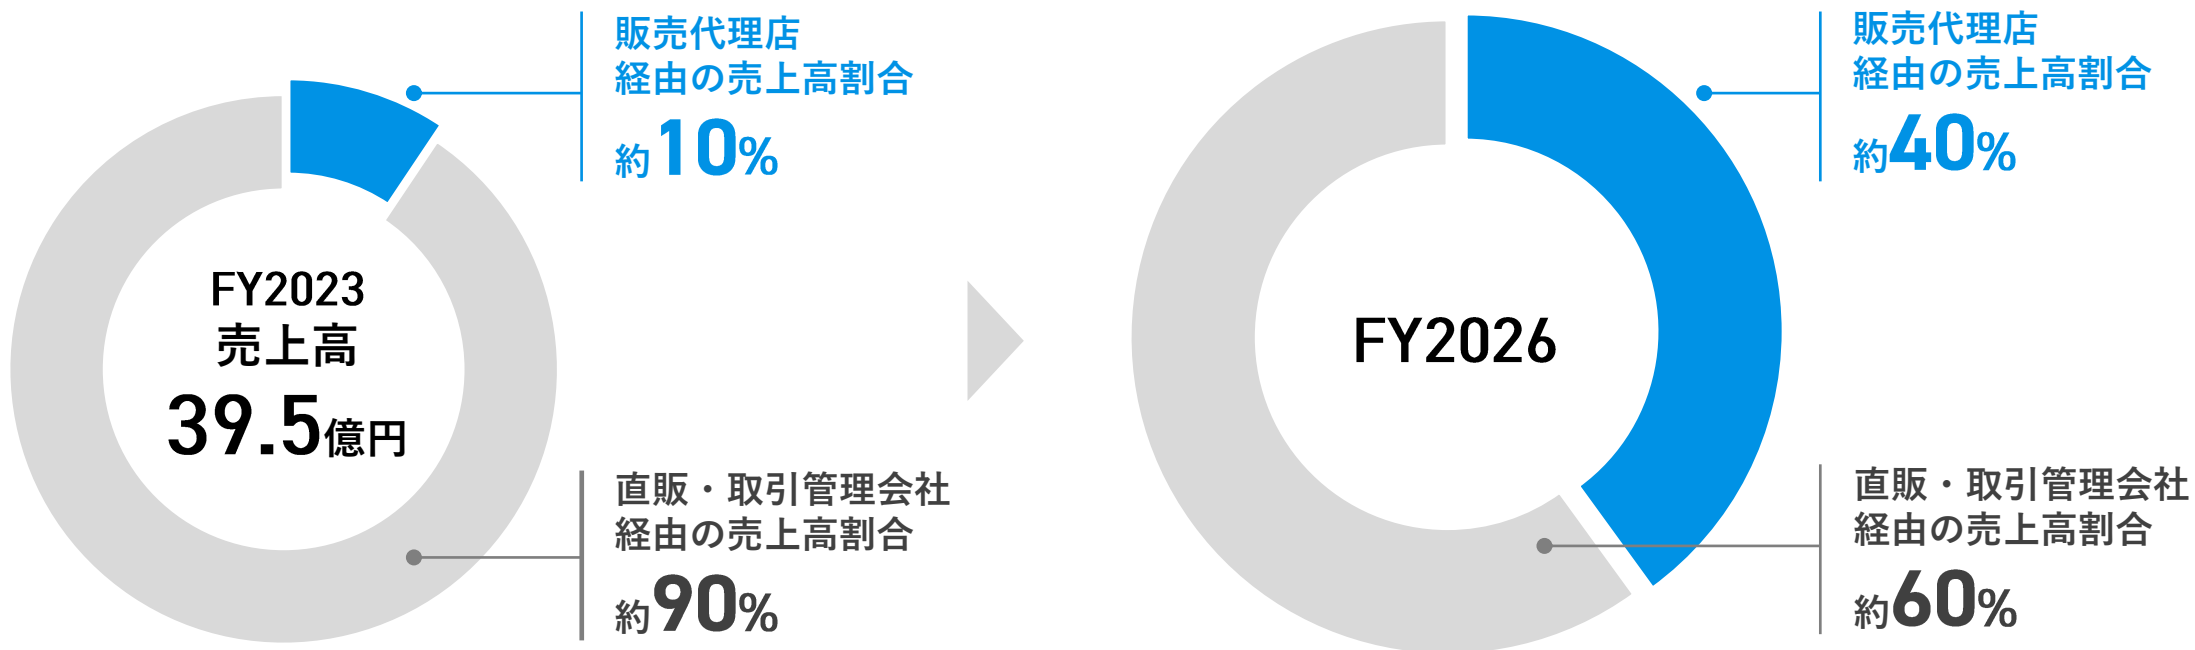 販売代理店
経由の売上高割合
約10%
FY2023
売上高
39.5億円
直販・取引管理会社
経由の売上高割合
約90%
販売代理店
経由の売上高割合
約40%
FY2026
直販・取引管理会社
経由の売上高割合
約60%